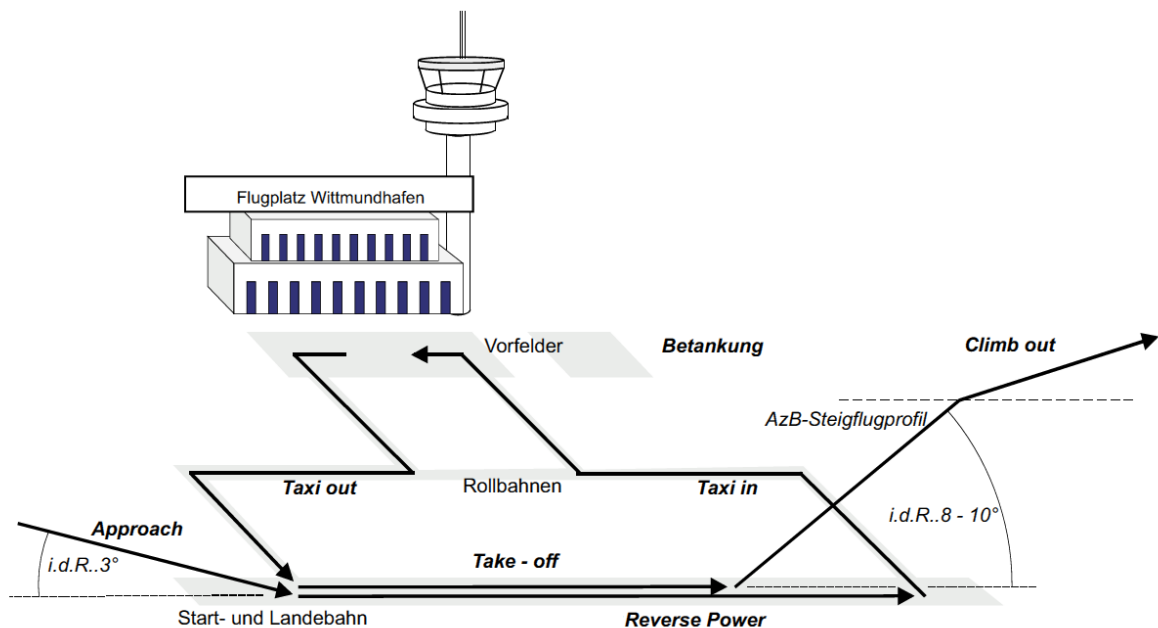 Flugplatz Wittmundhafen
Vorfelder
Betankung
Climb out
AzB-Steigflugprofil
Taxi out
Rollbahnen
Taxi in
Approach
i.d.R..8 - 10°
i.d.R..3°
Take - off
Start- und Landebahn
Reverse Power